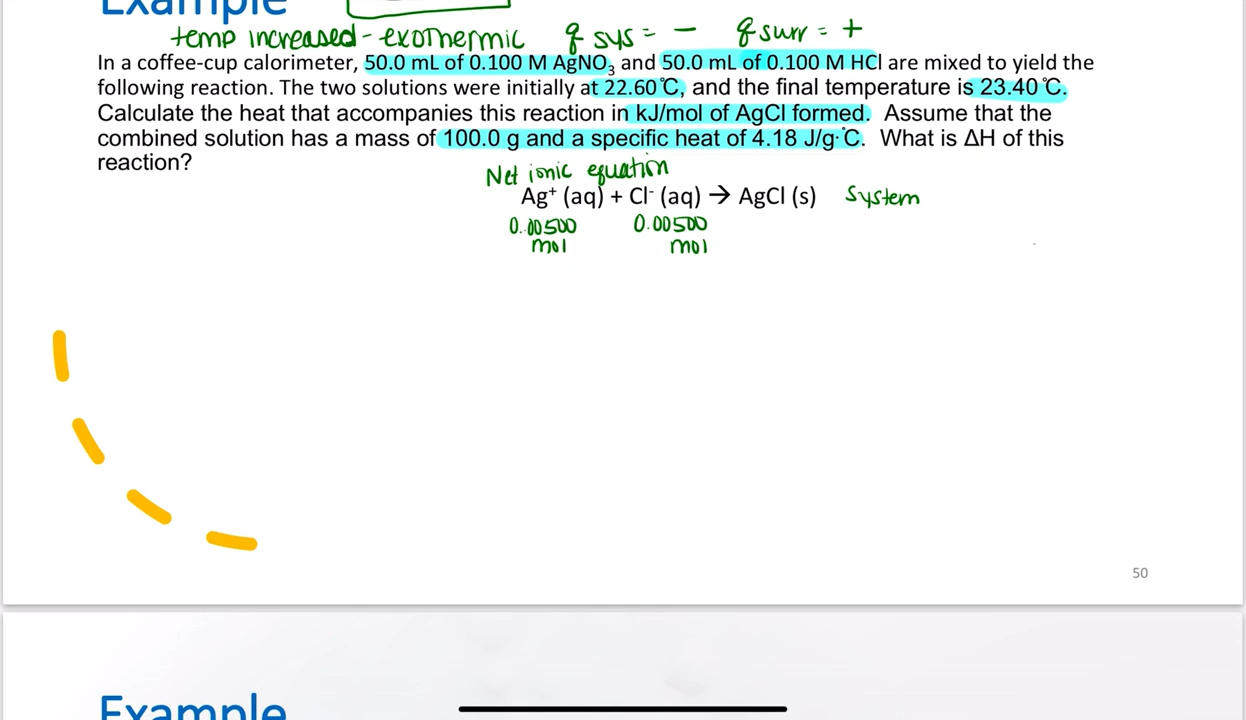 Example
temp increased - exothermic q sys = - q surr = +
In a coffee-cup calorimeter, 50.0 mL of 0.100 M AgNO₃ and 50.0 mL of 0.100 M HCl are mixed to yield the
following reaction. The two solutions were initially at 22.60 ℃, and the final temperature is 23.40 ℃.
Calculate the heat that accompanies this reaction in kJ/mol of AgCl formed. Assume that the
combined solution has a mass of 100.0 g and a specific heat of 4.18 J/g·℃. What is ΔH of this
reaction?
Net ionic equation
Ag⁺ (aq) + Cl⁻ (aq) → AgCl (s) System
0.00500 0.00500
mol mol
50
Example